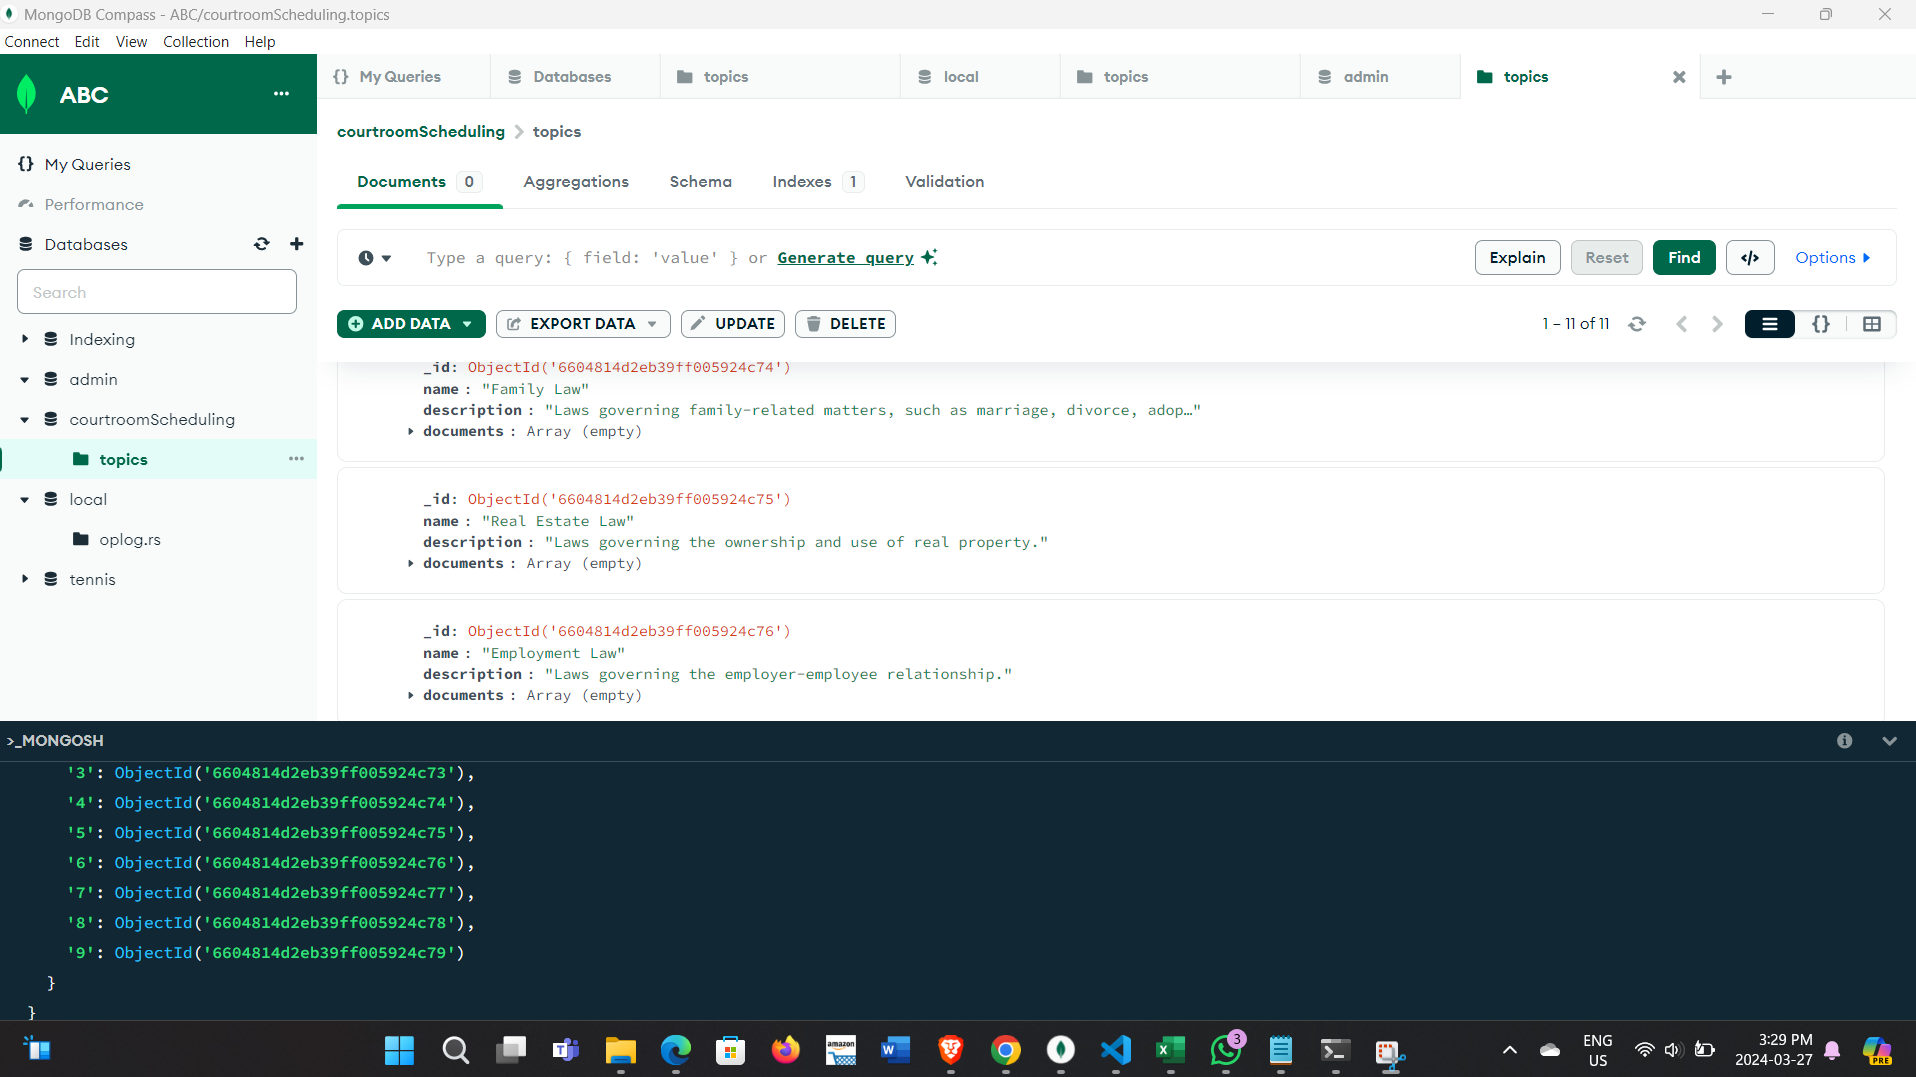 MongoDB Compass - ABC/courtroomScheduling.topics
Connect Edit View Collection Help
ABC
My Queries
Performance
Databases
Search
Indexing
admin
courtroomScheduling
topics
local
oplog.rs
tennis
{} My Queries Databases topics local topics admin topics
courtroomScheduling > topics
Documents 0 Aggregations Schema Indexes 1 Validation
Type a query: { field: 'value' } or Generate query
Explain Reset Find </> Options
ADD DATA EXPORT DATA UPDATE DELETE
1 – 11 of 11 {}
_id: ObjectId('6604814d2eb39ff005924c74')
name : "Family Law"
description : "Laws governing family-related matters, such as marriage, divorce, adop…"
documents : Array (empty)
_id: ObjectId('6604814d2eb39ff005924c75')
name : "Real Estate Law"
description : "Laws governing the ownership and use of real property."
documents : Array (empty)
_id: ObjectId('6604814d2eb39ff005924c76')
name : "Employment Law"
description : "Laws governing the employer-employee relationship."
documents : Array (empty)
>_MONGOSH
'3': ObjectId('6604814d2eb39ff005924c73'),
'4': ObjectId('6604814d2eb39ff005924c74'),
'5': ObjectId('6604814d2eb39ff005924c75'),
'6': ObjectId('6604814d2eb39ff005924c76'),
'7': ObjectId('6604814d2eb39ff005924c77'),
'8': ObjectId('6604814d2eb39ff005924c78'),
'9': ObjectId('6604814d2eb39ff005924c79')
}
}
amazon
3
ENG
US
3:29 PM
2024-03-27
PRE